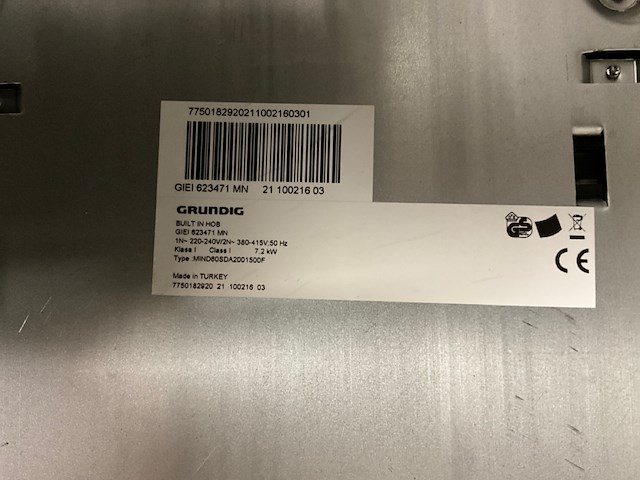 7750182920211002160301
GIEI 623471 MN 21 100216 03
GRUNDIG
BUILT IN HOB
GIEI 623471 MN
1N~ 220-240V/2N~ 380-415V;50 Hz
Klasse I Class I 7.2 kW
Type :MIND60SDA2001500F
Made in TURKEY
7750182920 21 100216 03
CE